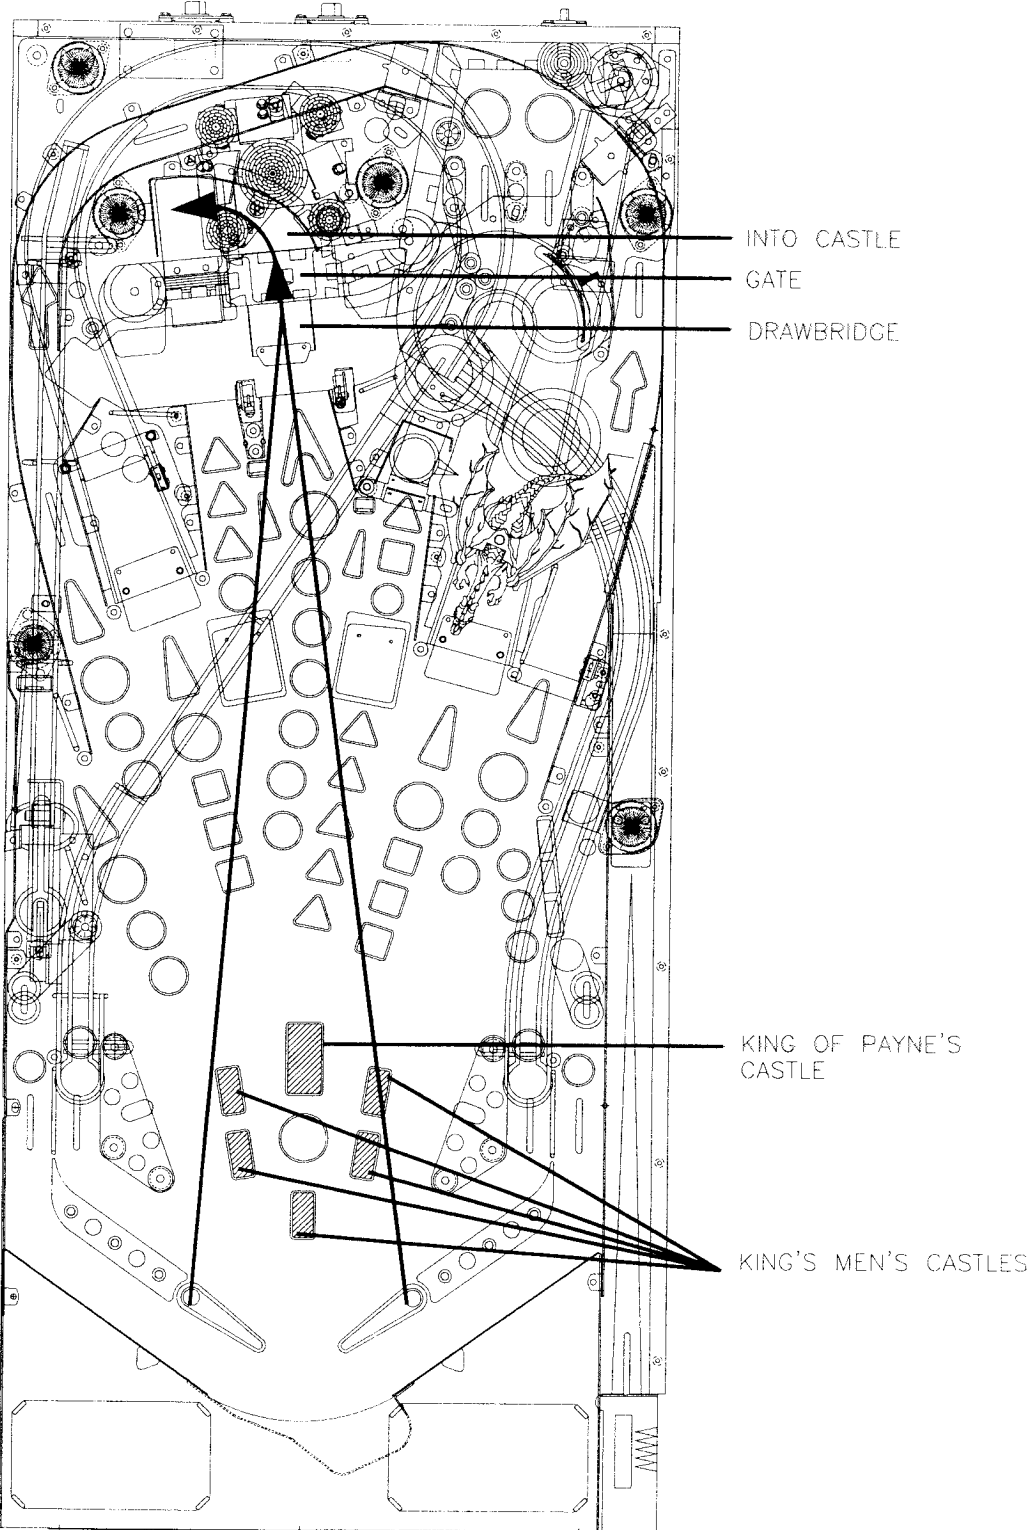 INTO CASTLE
GATE
DRAWBRIDGE
KING OF PAYNE'S
CASTLE
KING'S MEN'S CASTLES